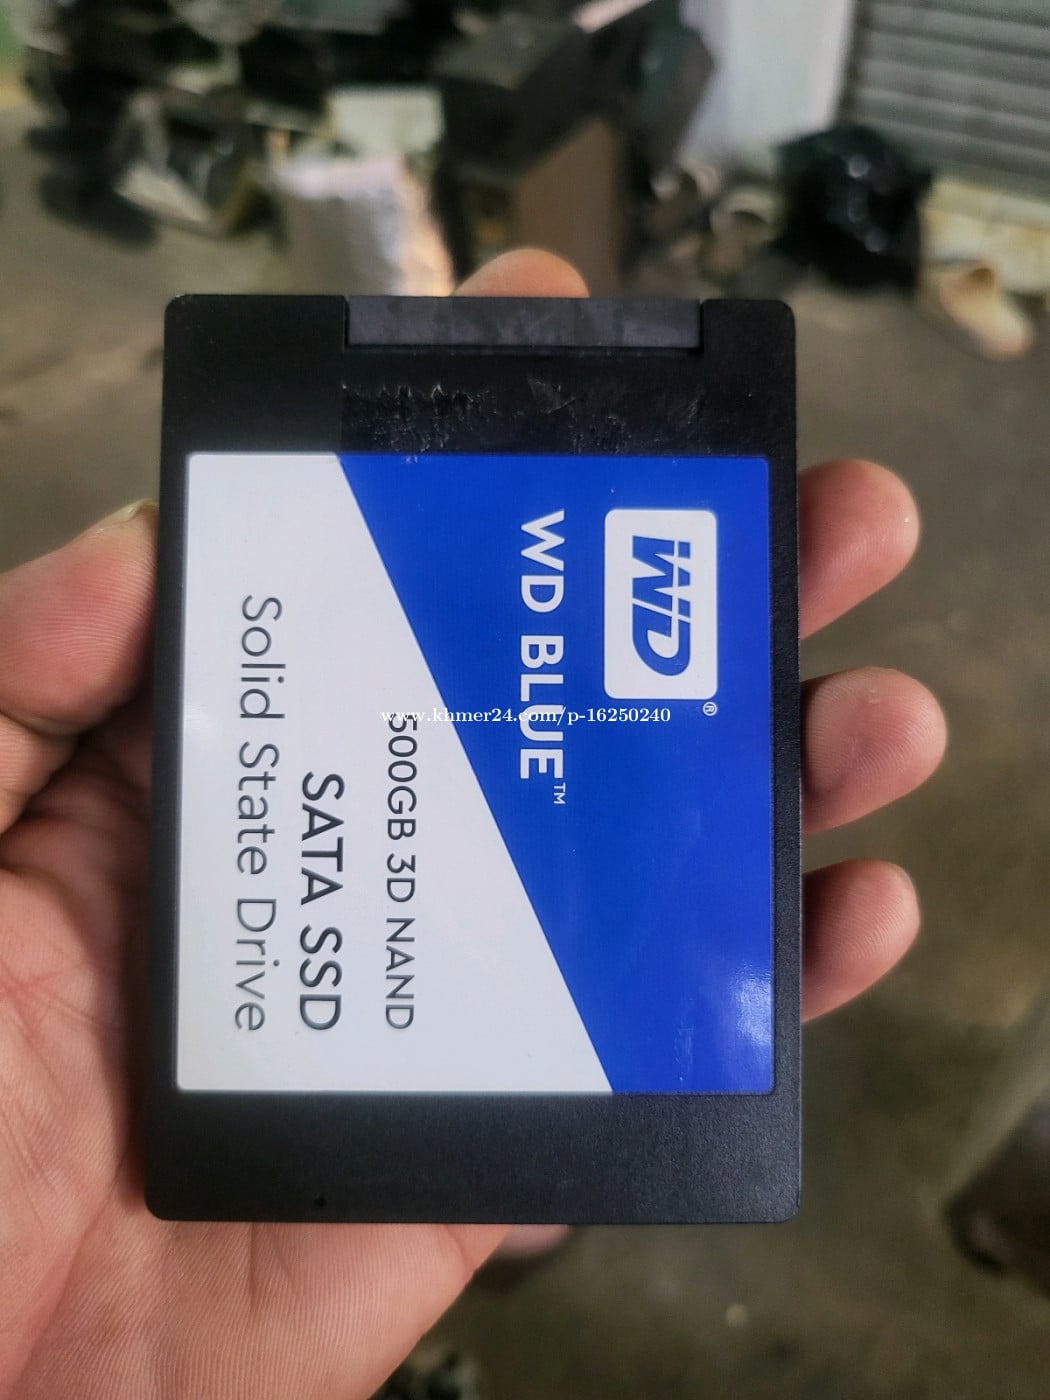 WD®
WD BLUE™
500GB 3D NAND
SATA SSD
Solid State Drive
www.khmer24.com/p-16250240